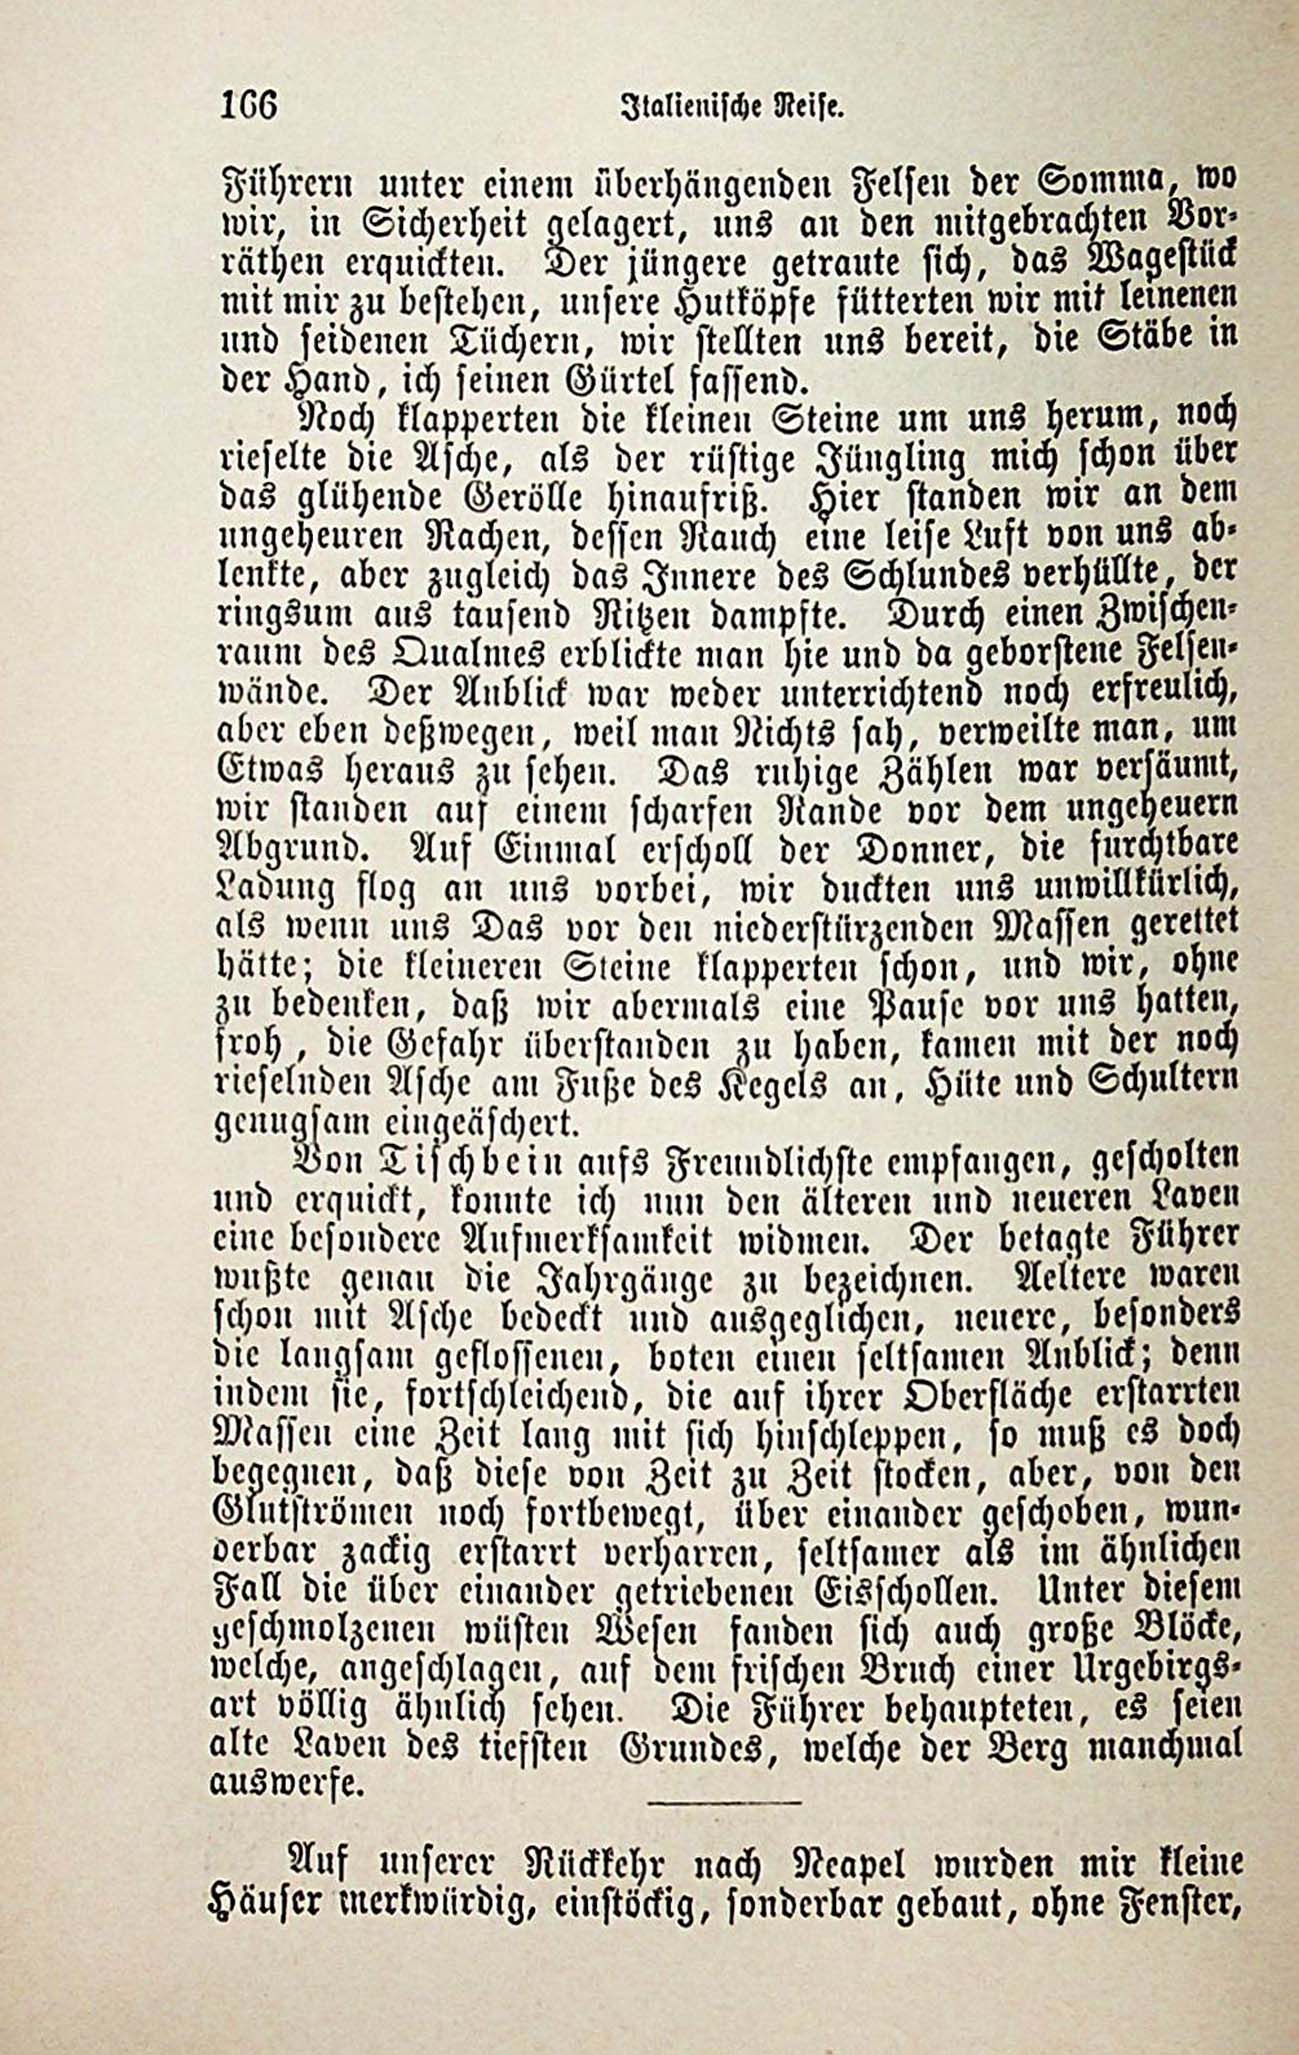 166
Italienische Reise.
Führern unter einem überhängenden Felsen der Somma, wo
wir, in Sicherheit gelagert, uns an den mitgebrachten Vor-
räthen erquickten. Der jüngere getraute sich, das Wagestück
mit mir zu bestehen, unsere Hutköpfe fütterten wir mit leinenen
und seidenen Tüchern, wir stellten uns bereit, die Stäbe in
der Hand, ich seinen Gürtel fassend.
Noch klapperten die kleinen Steine um uns herum, noch
rieselte die Asche, als der rüstige Jüngling mich schon über
das glühende Gerölle hinaufriß. Hier standen wir an dem
ungeheuren Rachen, dessen Rauch eine leise Luft von uns ab-
lenkte, aber zugleich das Innere des Schlundes verhüllte, der
ringsum aus tausend Ritzen dampfte. Durch einen Zwischen-
raum des Qualmes erblickte man hie und da geborstene Felsen-
wände. Der Anblick war weder unterrichtend noch erfreulich,
aber eben deßwegen, weil man Nichts sah, verweilte man, um
Etwas heraus zu sehen. Das ruhige Zählen war versäumt,
wir standen auf einem scharfen Rande vor dem ungeheuern
Abgrund. Auf Einmal erscholl der Donner, die furchtbare
Ladung flog an uns vorbei, wir duckten uns unwillkürlich,
als wenn uns Das vor den niederstürzenden Massen gerettet
hätte; die kleineren Steine klapperten schon, und wir, ohne
zu bedenken, daß wir abermals eine Pause vor uns hatten,
froh, die Gefahr überstanden zu haben, kamen mit der noch
rieselnden Asche am Fuße des Kegels an, Hüte und Schultern
genugsam eingeäschert.
Von Tischbein aufs Freundlichste empfangen, gescholten
und erquickt, konnte ich nun den älteren und neueren Laven
eine besondere Aufmerksamkeit widmen. Der betagte Führer
wußte genau die Jahrgänge zu bezeichnen. Aeltere waren
schon mit Asche bedeckt und ausgeglichen, neuere, besonders
die langsam geflossenen, boten einen seltsamen Anblick; denn
indem sie, fortschleichend, die auf ihrer Oberfläche erstarrten
Massen eine Zeit lang mit sich hinschleppen, so muß es doch
begegnen, daß diese von Zeit zu Zeit stocken, aber, von den
Glutströmen noch fortbewegt, über einander geschoben, wun-
derbar zackig erstarrt verharren, seltsamer als im ähnlichen
Fall die über einander getriebenen Eisschollen. Unter diesem
geschmolzenen wüsten Wesen fanden sich auch große Blöcke,
welche, angeschlagen, auf dem frischen Bruch einer Urgebirgs-
art völlig ähnlich sehen. Die Führer behaupteten, es seien
alte Laven des tiefsten Grundes, welche der Berg manchmal
auswerfe.
Auf unserer Rückkehr nach Neapel wurden mir kleine
Häuser merkwürdig, einstöckig, sonderbar gebaut, ohne Fenster,